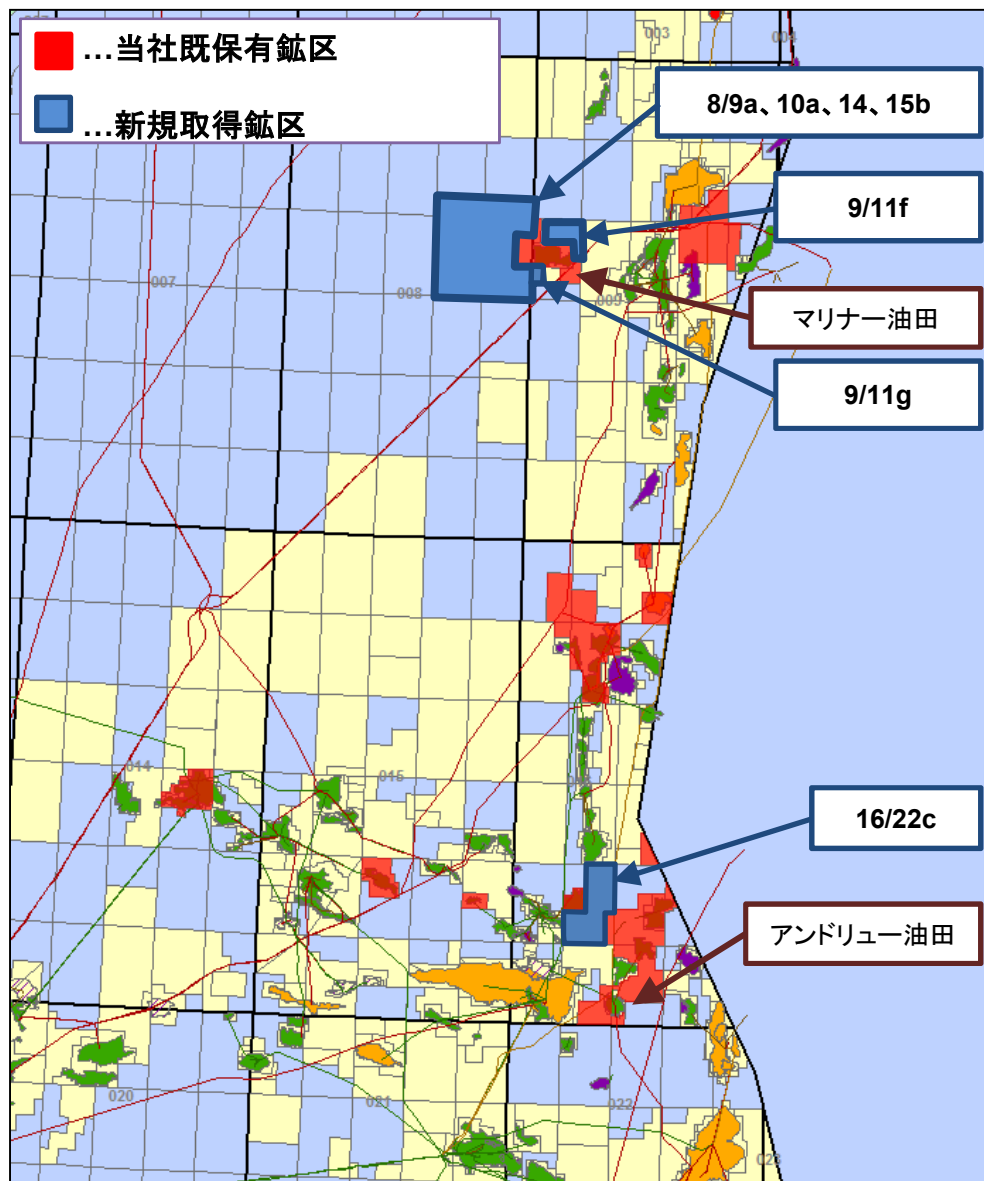 ...当社既保有鉱区
...新規取得鉱区
003
004
8/9a、10a、14、15b
9/11f
007
008
009
マリナー油田
9/11g
014
015
16/22c
アンドリュー油田
020
021
022
023